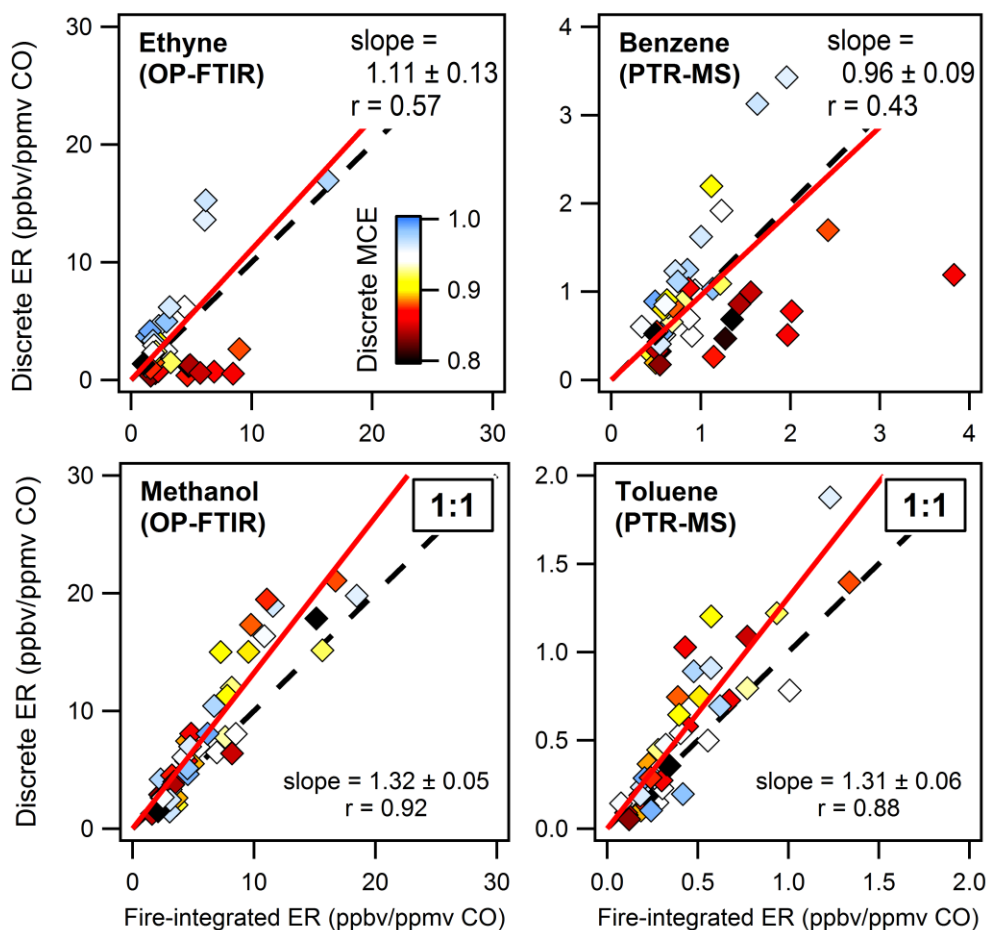 Ethyne
(OP-FTIR)
slope =
1.11 ± 0.13
r = 0.57
30
20
10
0
0
10
20
30
Discrete ER (ppbv/ppmv CO)
Discrete MCE
1.0
0.9
0.8
Benzene
(PTR-MS)
slope =
0.96 ± 0.09
r = 0.43
4
3
2
1
0
0
1
2
3
4
Methanol
(OP-FTIR)
1:1
slope = 1.32 ± 0.05
r = 0.92
30
20
10
0
0
10
20
30
Discrete ER (ppbv/ppmv CO)
Fire-integrated ER (ppbv/ppmv CO)
Toluene
(PTR-MS)
1:1
slope = 1.31 ± 0.06
r = 0.88
2.0
1.5
1.0
0.5
0.0
0.0
0.5
1.0
1.5
2.0
Fire-integrated ER (ppbv/ppmv CO)